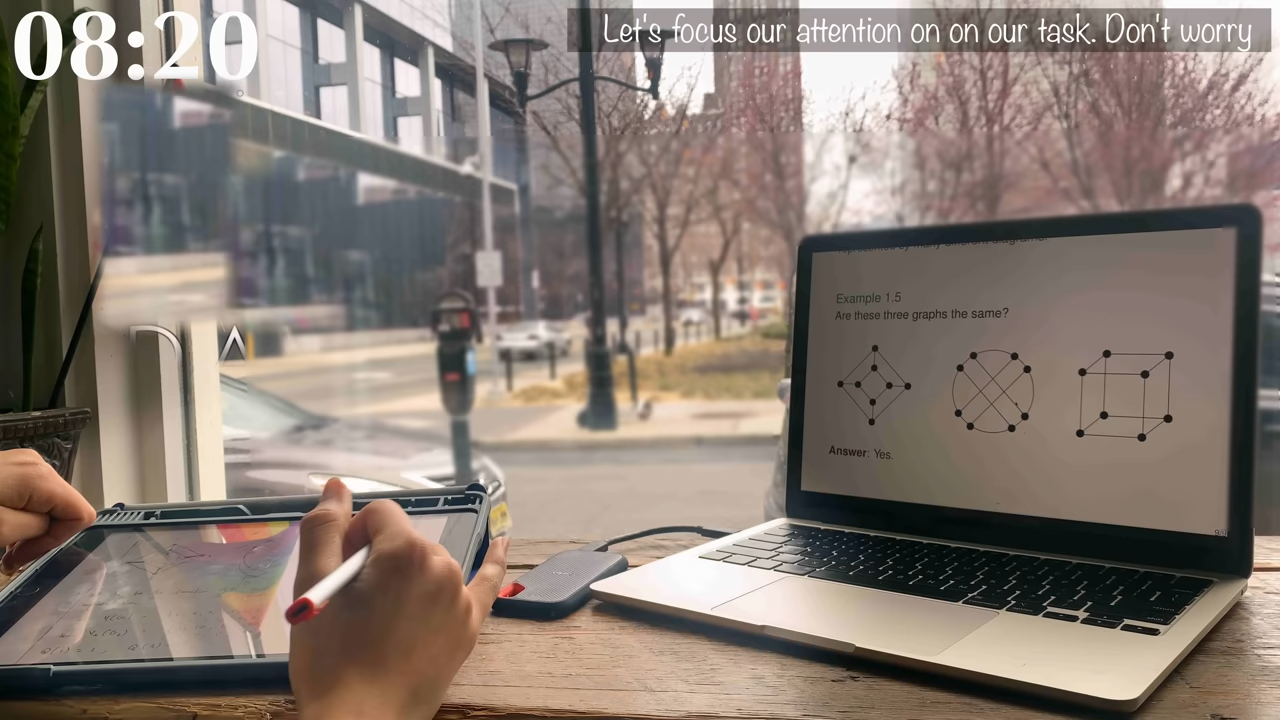 08:20
Let's focus our attention on on our task. Don't worry
Example 1.5
Are these three graphs the same?
Answer: Yes.